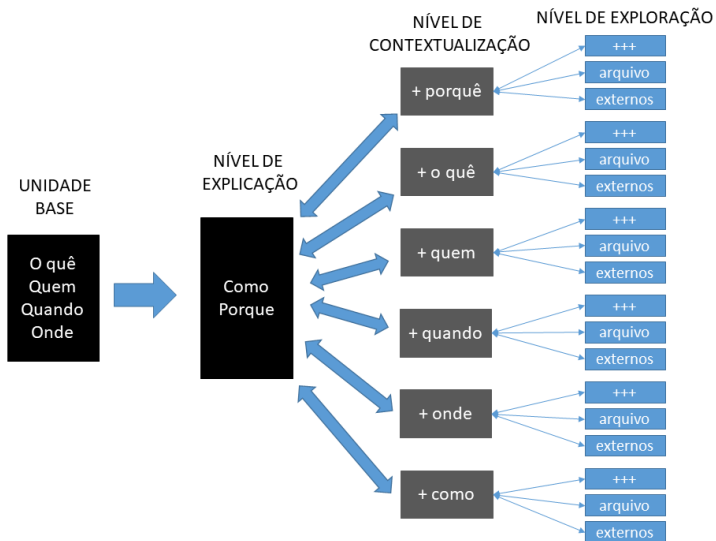 NÍVEL DE EXPLORAÇÃO
NÍVEL DE
CONTEXTUALIZAÇÃO
NÍVEL DE
EXPLICAÇÃO
UNIDADE
BASE
O quê
Quem
Quando
Onde
Como
Porque
+ porquê
+++
arquivo
externos
+ o quê
+++
arquivo
externos
+ quem
+++
arquivo
externos
+ quando
+++
arquivo
externos
+ onde
+++
arquivo
externos
+ como
+++
arquivo
externos